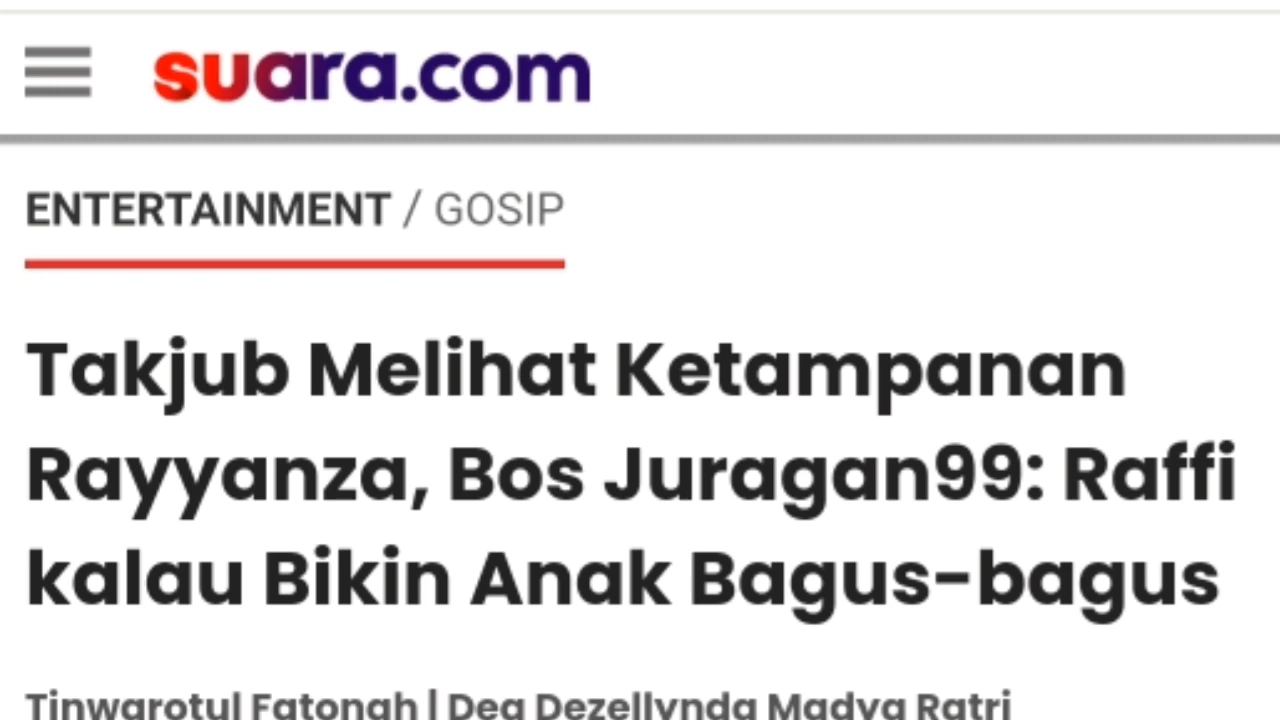 suara.com
ENTERTAINMENT / GOSIP
Takjub Melihat Ketampanan
Rayyanza, Bos Juragan99: Raffi
kalau Bikin Anak Bagus-bagus
Tinwarotul Fatonah | Dea Dezellynda Madya Ratri